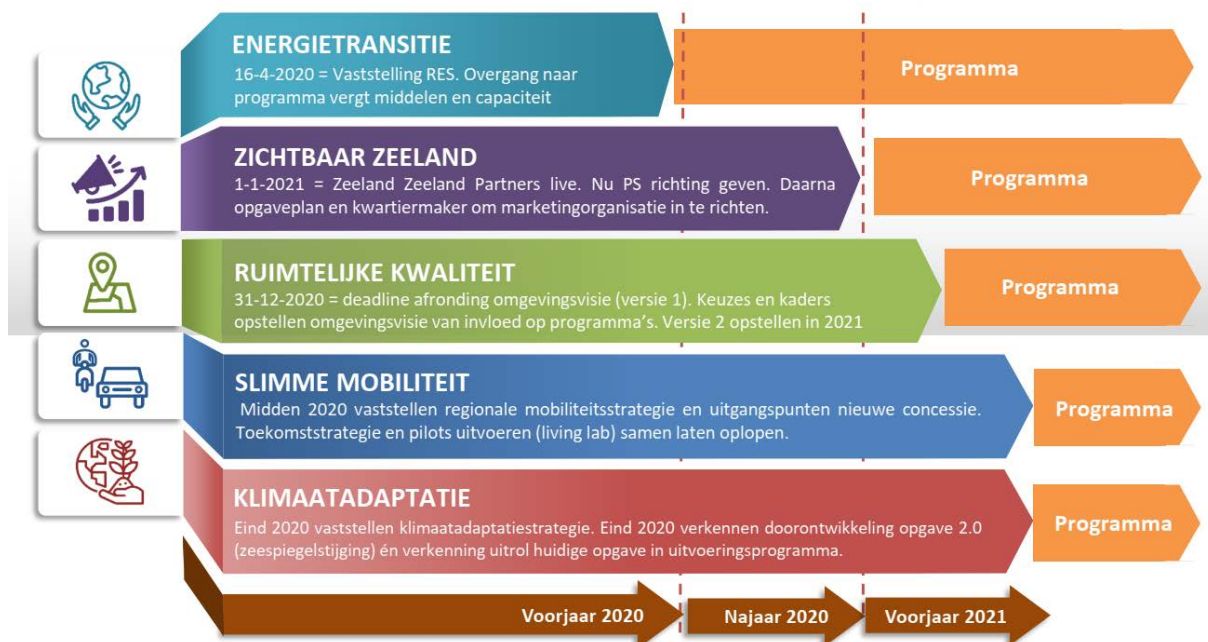 ENERGIETRANSITIE
16-4-2020 = Vaststelling RES. Overgang naar
programma vergt middelen en capaciteit
Programma
ZICHTBAAR ZEELAND
1-1-2021 = Zeeland Zeeland Partners live. Nu PS richting geven. Daarna
opgaveplan en kwartiermaker om marketingorganisatie in te richten.
Programma
RUIMTELIJKE KWALITEIT
31-12-2020 = deadline afronding omgevingsvisie (versie 1). Keuzes en kaders
opstellen omgevingsvisie van invloed op programma's. Versie 2 opstellen in 2021
Programma
SLIMME MOBILITEIT
Midden 2020 vaststellen regionale mobiliteitsstrategie en uitgangspunten nieuwe concessie.
Toekomststrategie en pilots uitvoeren (living lab) samen laten oplopen.
Programma
KLIMAATADAPTATIE
Eind 2020 vaststellen klimaatadaptatiestrategie. Eind 2020 verkennen doorontwikkeling opgave 2.0
(zeespiegelstijging) én verkenning uitrol huidige opgave in uitvoeringsprogramma.
Programma
Voorjaar 2020
Najaar 2020
Voorjaar 2021